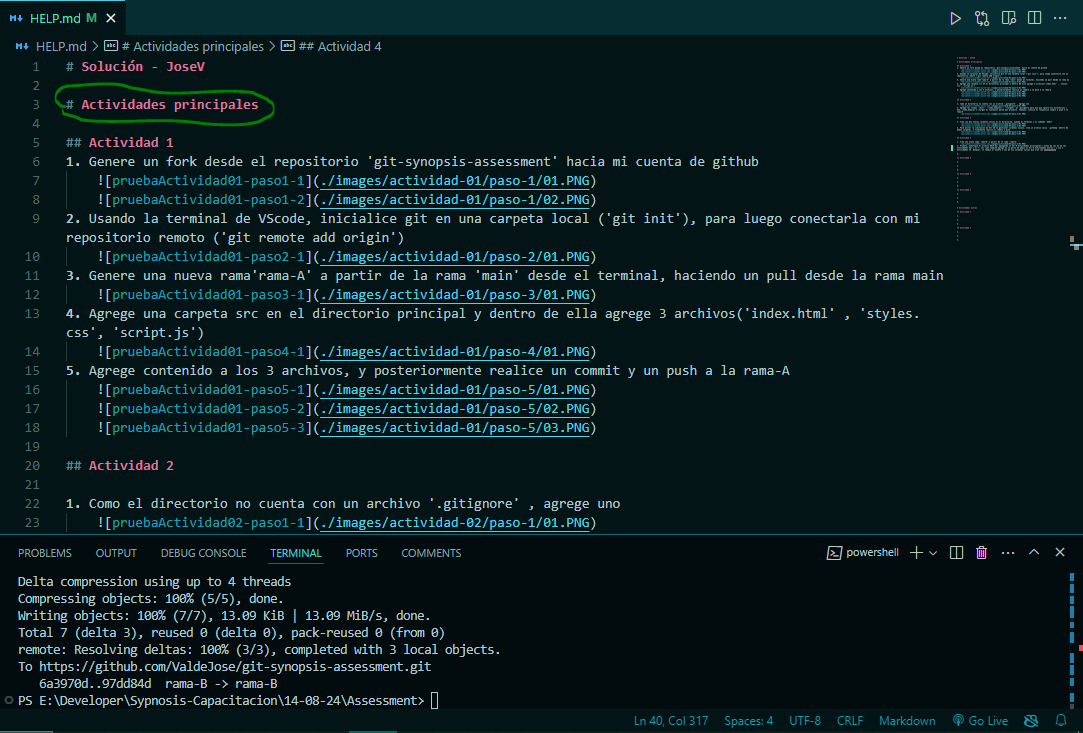 HELP.md M
HELP.md > # Actividades principales > ## Actividad 4
1 # Solución - JoseV
2
3 # Actividades principales
4
5 ## Actividad 1
6 1. Genere un fork desde el repositorio 'git-synopsis-assessment' hacia mi cuenta de github
7 ![pruebaActividad01-paso1-1](./images/actividad-01/paso-1/01.PNG)
8 ![pruebaActividad01-paso1-2](./images/actividad-01/paso-1/02.PNG)
9 2. Usando la terminal de VScode, inicialice git en una carpeta local ('git init'), para luego conectarla con mi
repositorio remoto ('git remote add origin')
10 ![pruebaActividad01-paso2-1](./images/actividad-01/paso-2/01.PNG)
11 3. Genere una nueva rama'rama-A' a partir de la rama 'main' desde el terminal, haciendo un pull desde la rama main
12 ![pruebaActividad01-paso3-1](./images/actividad-01/paso-3/01.PNG)
13 4. Agrege una carpeta src en el directorio principal y dentro de ella agrege 3 archivos('index.html' , 'styles.
css', 'script.js')
14 ![pruebaActividad01-paso4-1](./images/actividad-01/paso-4/01.PNG)
15 5. Agrege contenido a los 3 archivos, y posteriormente realice un commit y un push a la rama-A
16 ![pruebaActividad01-paso5-1](./images/actividad-01/paso-5/01.PNG)
17 ![pruebaActividad01-paso5-2](./images/actividad-01/paso-5/02.PNG)
18 ![pruebaActividad01-paso5-3](./images/actividad-01/paso-5/03.PNG)
19
20 ## Actividad 2
21
22 1. Como el directorio no cuenta con un archivo '.gitignore' , agrege uno
23 ![pruebaActividad02-paso1-1](./images/actividad-02/paso-1/01.PNG)
PROBLEMS OUTPUT DEBUG CONSOLE TERMINAL PORTS COMMENTS powershell
Delta compression using up to 4 threads
Compressing objects: 100% (5/5), done.
Writing objects: 100% (7/7), 13.09 KiB | 13.09 MiB/s, done.
Total 7 (delta 3), reused 0 (delta 0), pack-reused 0 (from 0)
remote: Resolving deltas: 100% (3/3), completed with 3 local objects.
To https://github.com/ValdeJose/git-synopsis-assessment.git
6a3970d..97dd84d rama-B -> rama-B
PS E:\Developer\Sypnosis-Capacitacion\14-08-24\Assessment>
Ln 40, Col 317 Spaces: 4 UTF-8 CRLF Markdown Go Live